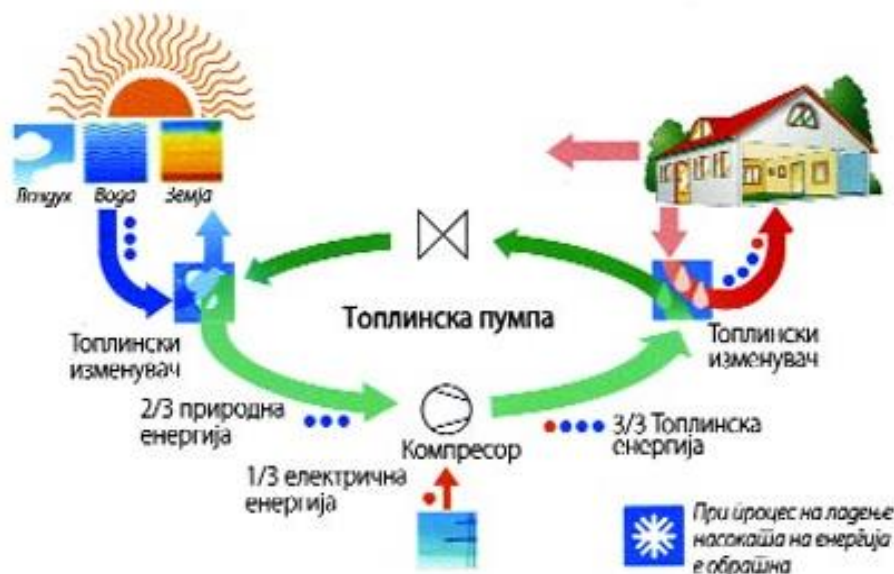 Воздух Вода Земја
Топлинска пумпа
Топлински
изменувач
Топлински
изменувач
2/3 природна
енергија
Компресор
3/3 Топлинска
енергија
1/3 електрична
енергија
При процес на ладење
насоката на енергија
е обратна